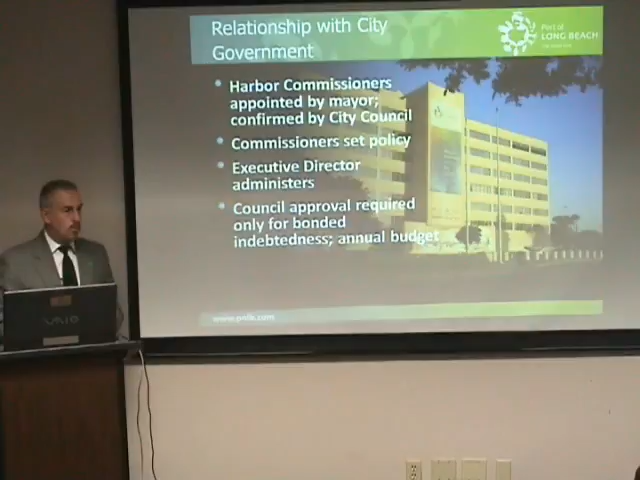 Relationship with City
Government
Port of
LONG BEACH
• Harbor Commissioners
appointed by mayor;
confirmed by City Council
• Commissioners set policy
• Executive Director
administers
• Council approval required
only for bonded
indebtedness; annual budget
www.polb.com
VAIO